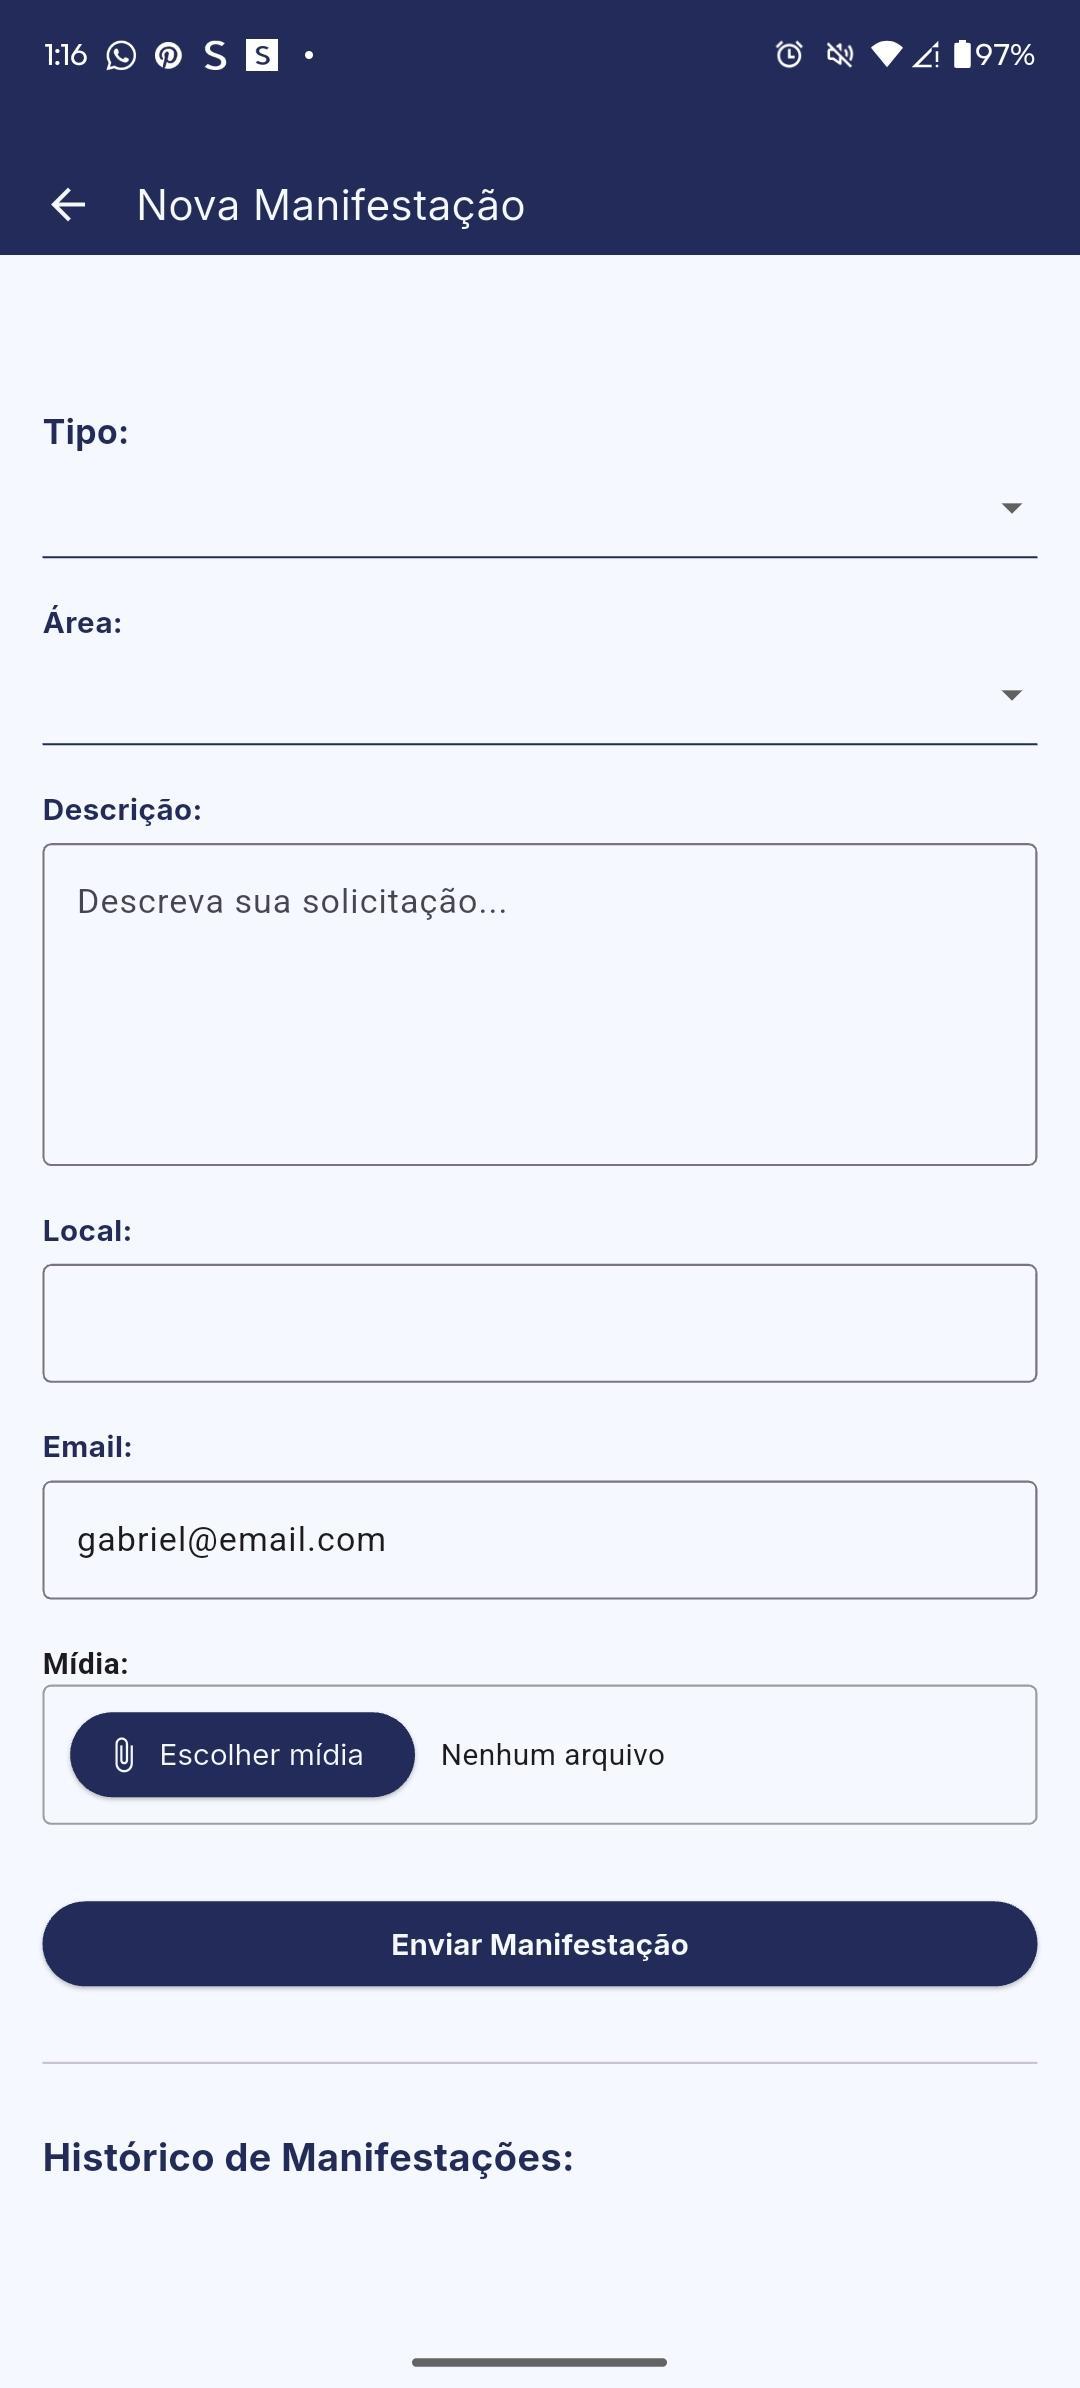 1:16 S S 97%
Nova Manifestação
Tipo:
Área:
Descrição:
Descreva sua solicitação...
Local:
Email:
gabriel@email.com
Mídia:
Escolher mídia Nenhum arquivo
Enviar Manifestação
Histórico de Manifestações: